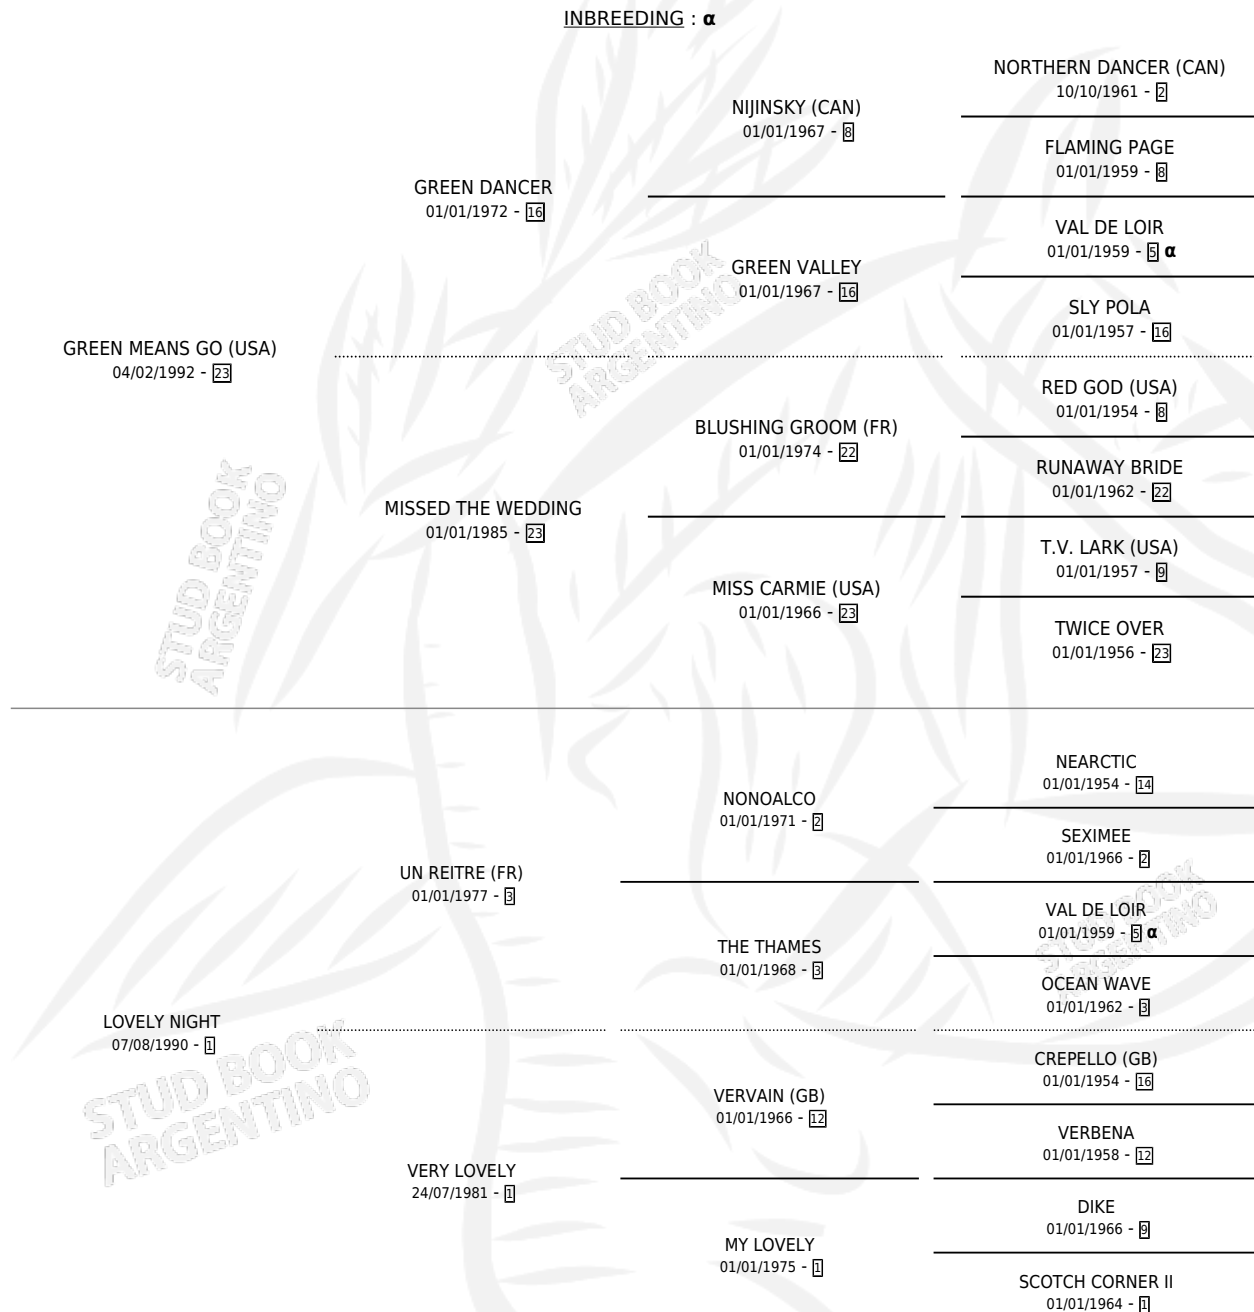 INBREEDING : α
NORTHERN DANCER (CAN)
10/10/1961 - 2
NIJINSKY (CAN)
01/01/1967 - 8
FLAMING PAGE
01/01/1959 - 8
GREEN DANCER
01/01/1972 - 16
VAL DE LOIR
01/01/1959 - 5 α
GREEN VALLEY
01/01/1967 - 16
SLY POLA
01/01/1957 - 16
GREEN MEANS GO (USA)
04/02/1992 - 23
RED GOD (USA)
01/01/1954 - 8
BLUSHING GROOM (FR)
01/01/1974 - 22
RUNAWAY BRIDE
01/01/1962 - 22
MISSED THE WEDDING
01/01/1985 - 23
T.V. LARK (USA)
01/01/1957 - 9
MISS CARMIE (USA)
01/01/1966 - 23
TWICE OVER
01/01/1956 - 23
NEARCTIC
01/01/1954 - 14
NONOALCO
01/01/1971 - 2
SEXIMEE
01/01/1966 - 2
UN REITRE (FR)
01/01/1977 - 3
VAL DE LOIR
01/01/1959 - 5 α
THE THAMES
01/01/1968 - 3
OCEAN WAVE
01/01/1962 - 3
LOVELY NIGHT
07/08/1990 - 1
CREPELLO (GB)
01/01/1954 - 16
VERVAIN (GB)
01/01/1966 - 12
VERBENA
01/01/1958 - 12
VERY LOVELY
24/07/1981 - 1
DIKE
01/01/1966 - 9
MY LOVELY
01/01/1975 - 1
SCOTCH CORNER II
01/01/1964 - 1
STUD BOOK
ARGENTINO
STUD BOOK
ARGENTINO
STUD BOOK
ARGENTINO
STUD BOOK
ARGENTINO